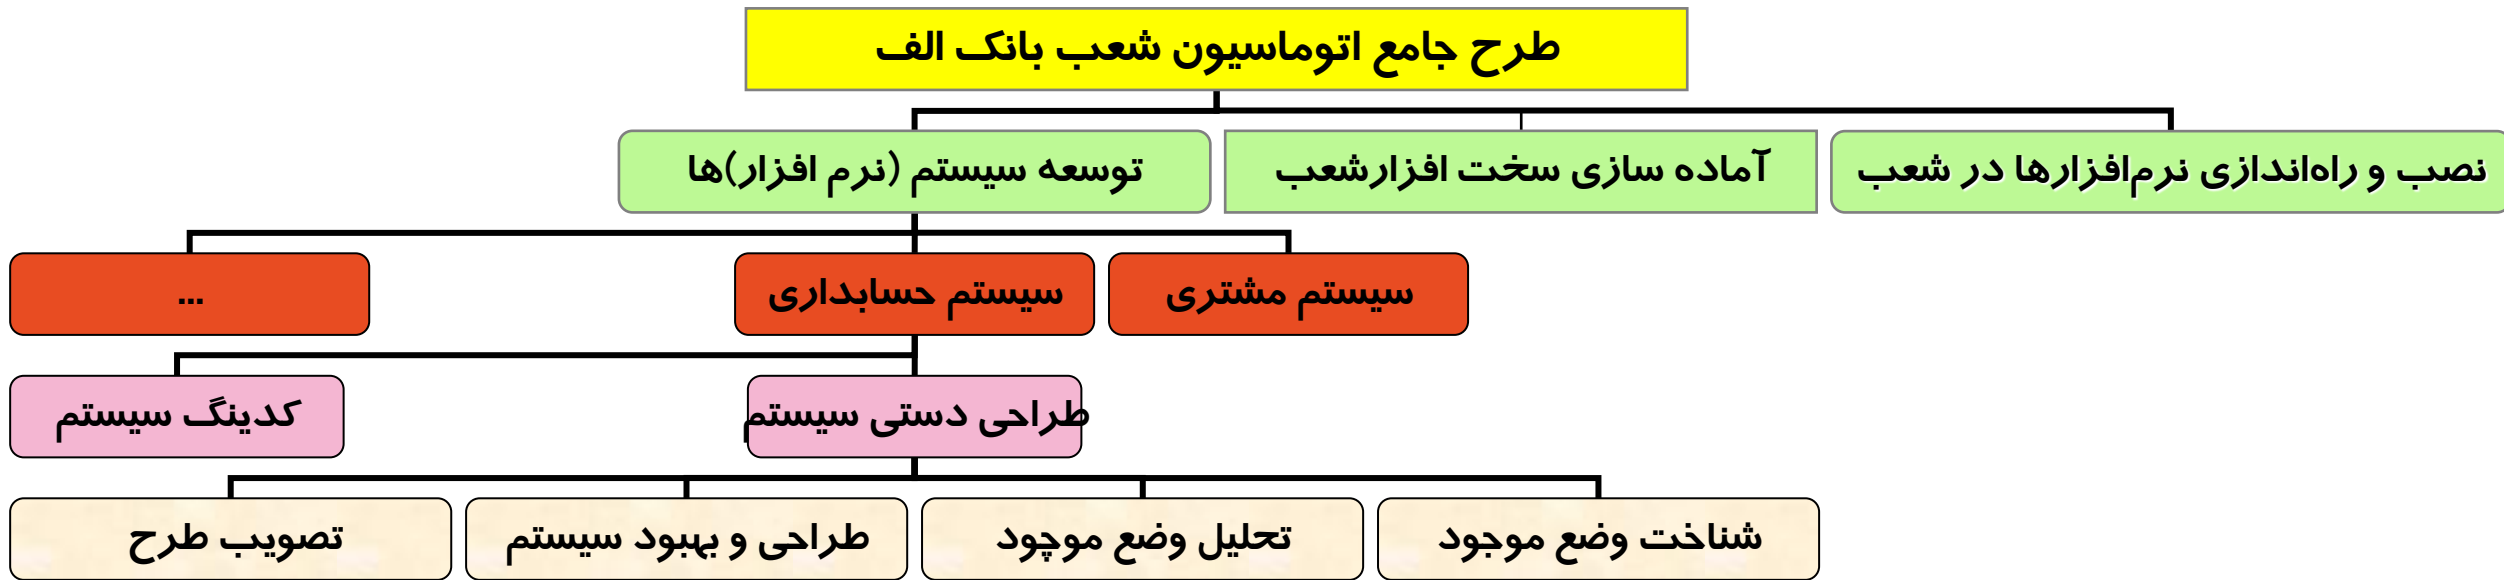 طرح جامع اتوماسیون شعب بانک الف
نصب و راه‌اندازی نرم‌افزارها در شعب
آماده سازی سخت افزارشعب
توسعه سیستم (نرم افزار)ها
سیستم مشتری
سیستم حسابداری
...
طراحی دستی سیستم
کدینگ سیستم
شناخت وضع موجود
تحلیل وضع موچود
طراحی و بهبود سیستم
تصویب طرح